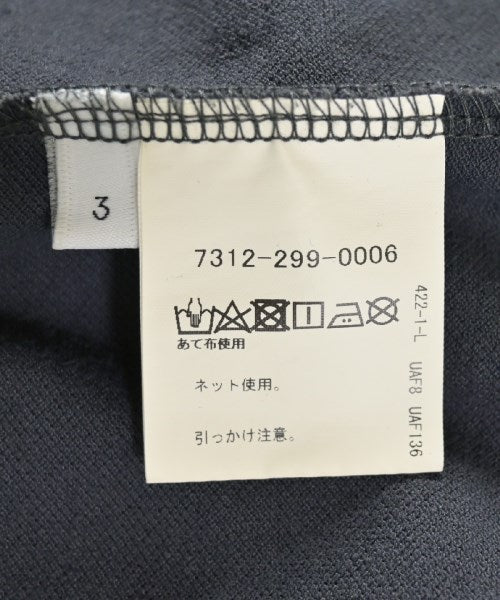 3
7312-299-0006
あて布使用
ネット使用。
引っかけ注意。
422-1-L UAF8 UAF136